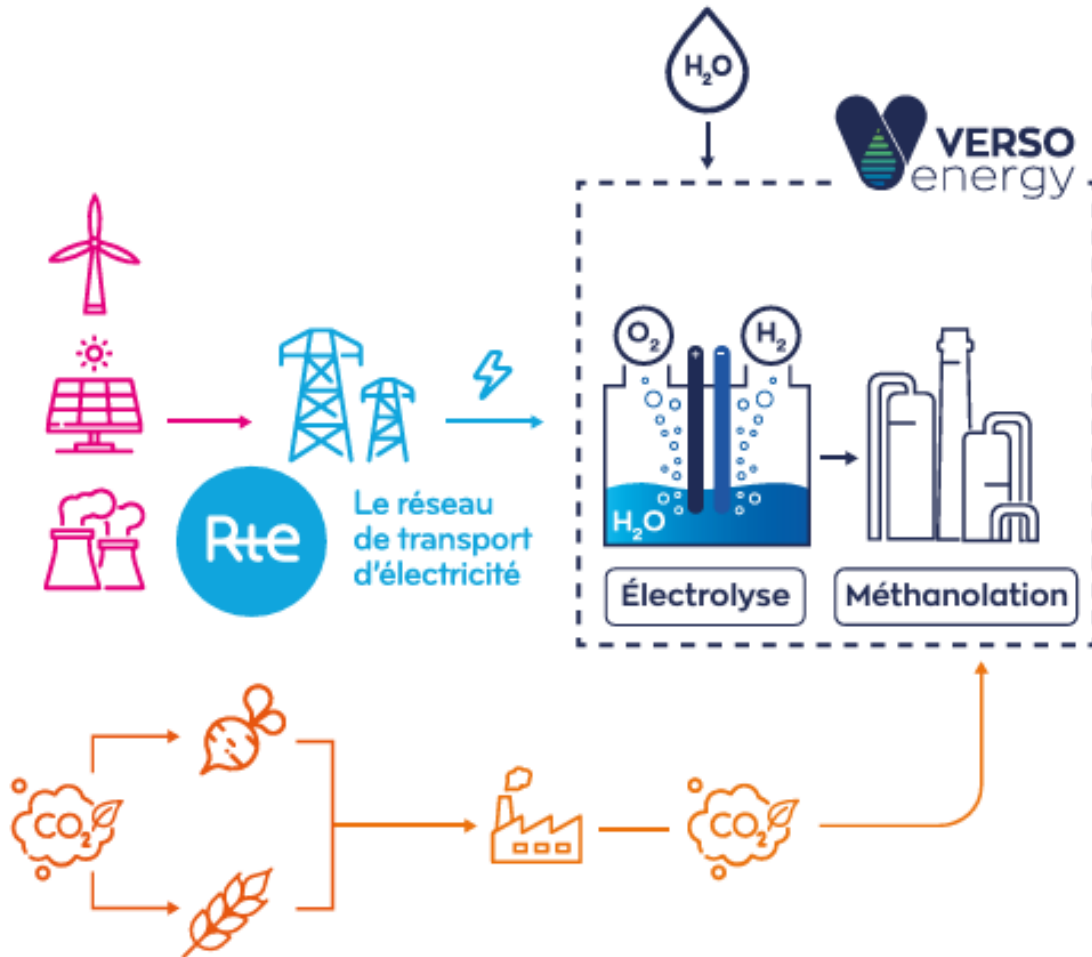 H₂O
VERSO
energy
O₂
H₂
+
-
Rte
Le réseau
de transport
d'électricité
H₂O
Électrolyse
Méthanolation
CO₂
CO₂